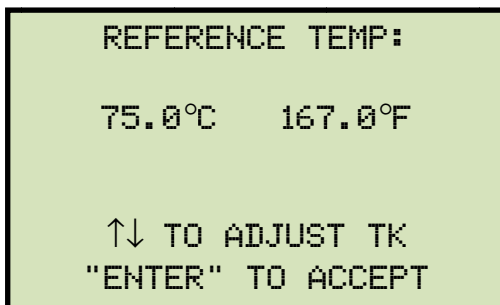 REFERENCE TEMP:
75.0°C 167.0°F
↑↓ TO ADJUST TK
"ENTER" TO ACCEPT